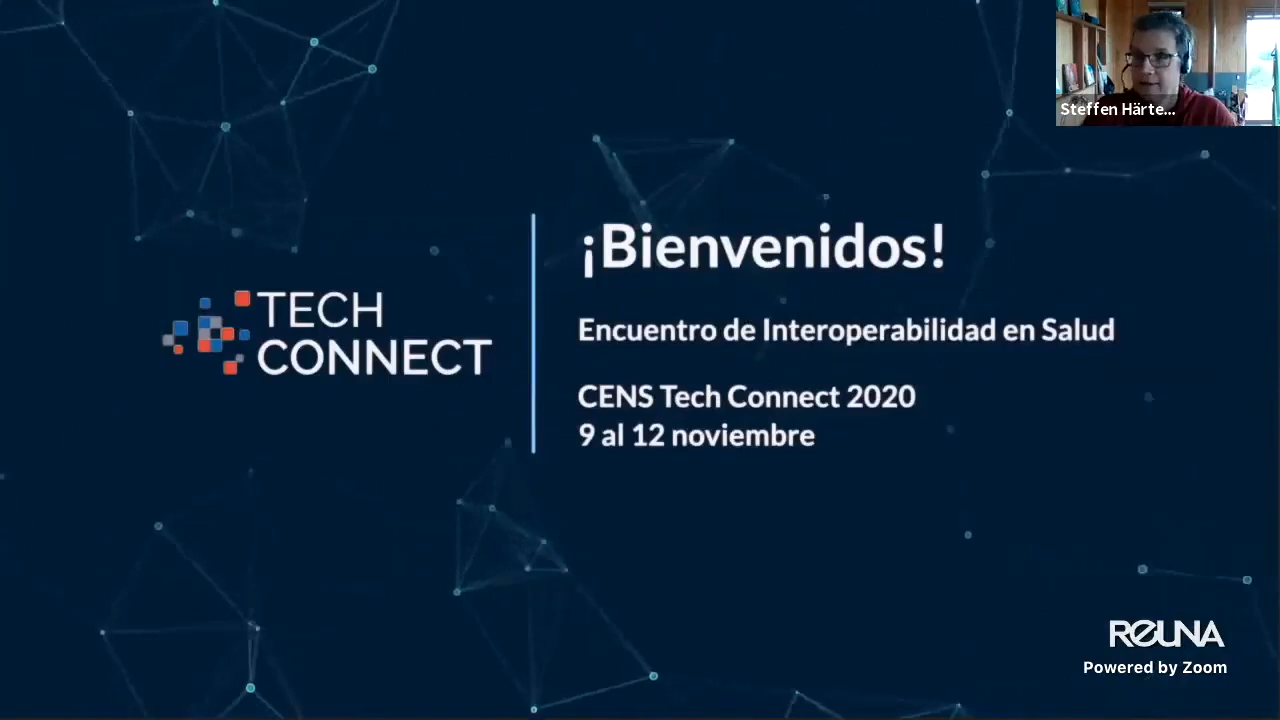 Steffen Härte...
¡Bienvenidos!
TECH
CONNECT
Encuentro de Interoperabilidad en Salud
CENS Tech Connect 2020
9 al 12 noviembre
REUNA
Powered by Zoom